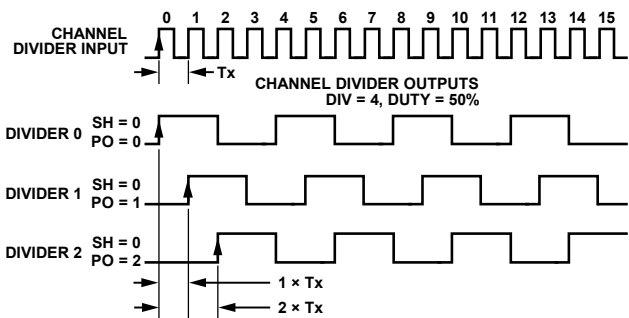 0 1 2 3 4 5 6 7 8 9 10 11 12 13 14 15
CHANNEL
DIVIDER INPUT
Tx
CHANNEL DIVIDER OUTPUTS
DIV = 4, DUTY = 50%
DIVIDER 0
SH = 0
PO = 0
DIVIDER 1
SH = 0
PO = 1
DIVIDER 2
SH = 0
PO = 2
1 × Tx
2 × Tx